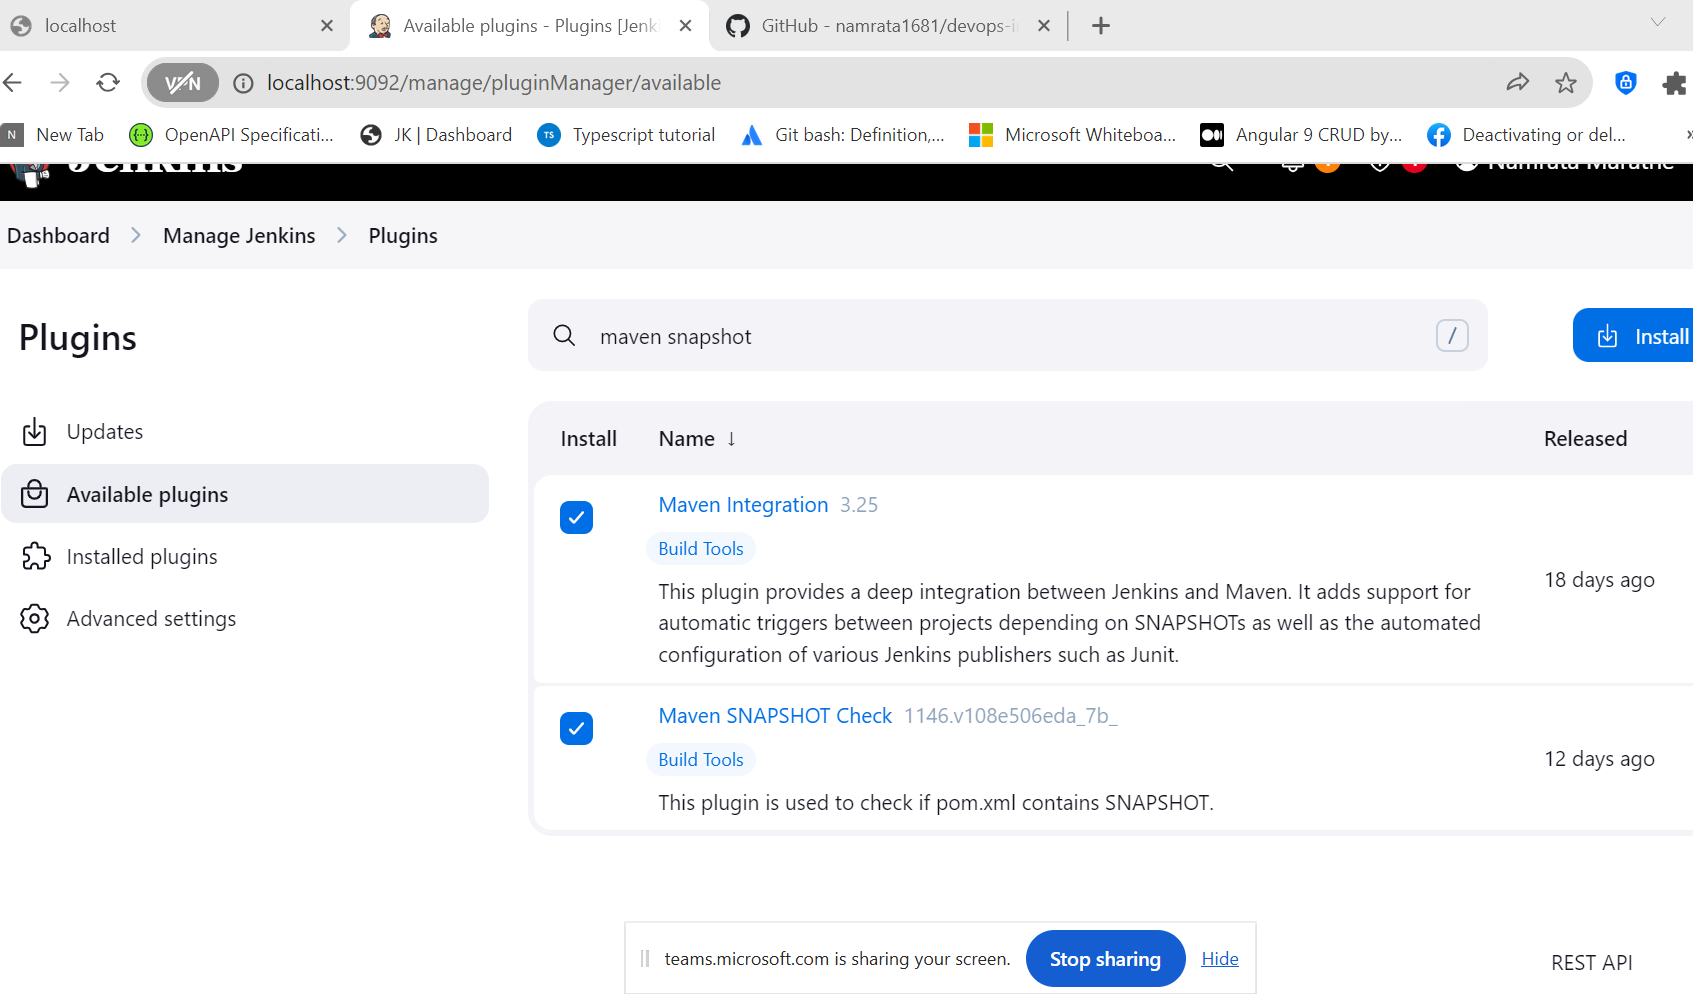 localhost
Available plugins - Plugins [Jenki
GitHub - namrata1681/devops-in
VPN
localhost:9092/manage/pluginManager/available
N New Tab
OpenAPI Specificati...
JK | Dashboard
TS Typescript tutorial
Git bash: Definition,...
Microsoft Whiteboa...
Angular 9 CRUD by...
Deactivating or del...
»
Jenkins
Namrata Marathe
Dashboard > Manage Jenkins > Plugins
Plugins
maven snapshot
/
Install
Updates
Available plugins
Installed plugins
Advanced settings
Install Name ↓ Released
Maven Integration 3.25
Build Tools
This plugin provides a deep integration between Jenkins and Maven. It adds support for
automatic triggers between projects depending on SNAPSHOTs as well as the automated
configuration of various Jenkins publishers such as Junit.
18 days ago
Maven SNAPSHOT Check 1146.v108e506eda_7b_
Build Tools
This plugin is used to check if pom.xml contains SNAPSHOT.
12 days ago
teams.microsoft.com is sharing your screen.
Stop sharing
Hide
REST API